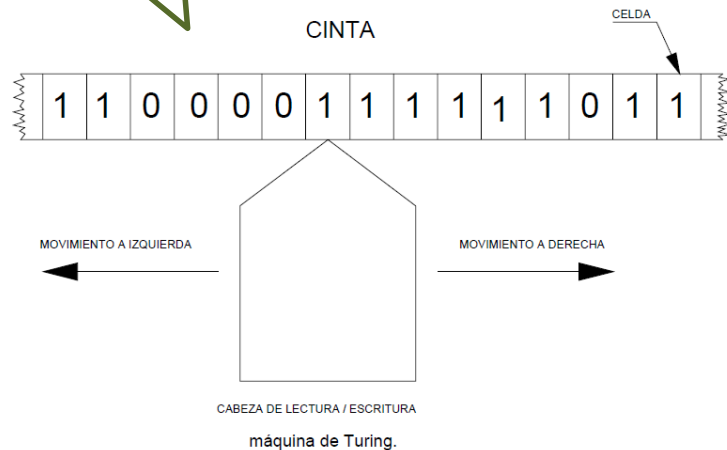 CELDA
CINTA
1 1 0 0 0 0 1 1 1 1 1 1 0 1 1
MOVIMIENTO A IZQUIERDA
MOVIMIENTO A DERECHA
CABEZA DE LECTURA / ESCRITURA
máquina de Turing.